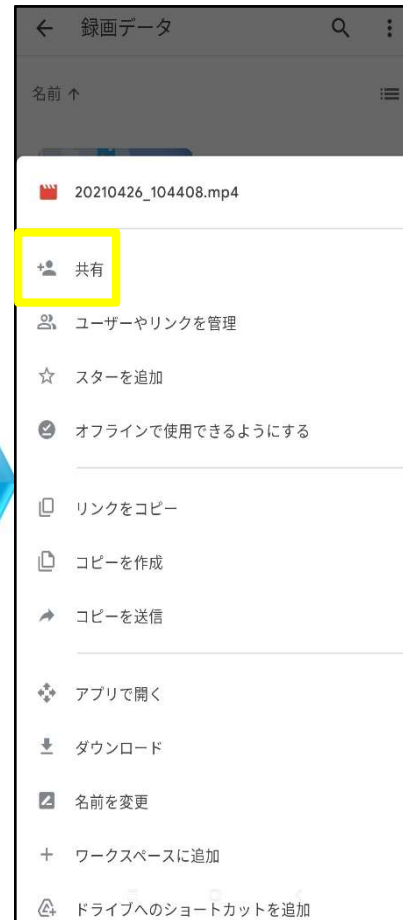 録画データ
名前 ↑
20210426_104408.mp4
共有
ユーザーやリンクを管理
スターを追加
オフラインで使用できるようにする
リンクをコピー
コピーを作成
コピーを送信
アプリで開く
ダウンロード
名前を変更
ワークスペースに追加
ドライブへのショートカットを追加